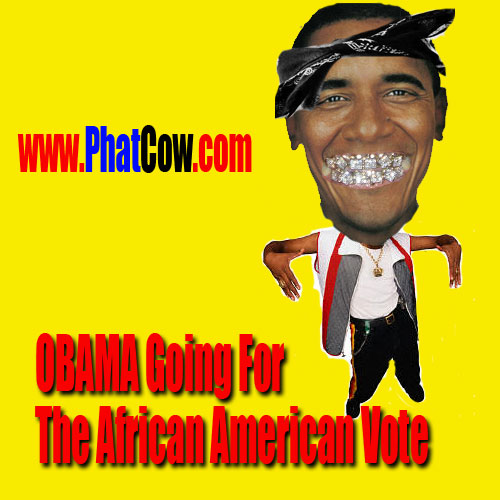 www.PhatCow.com
OBAMA Going For
The African American Vote